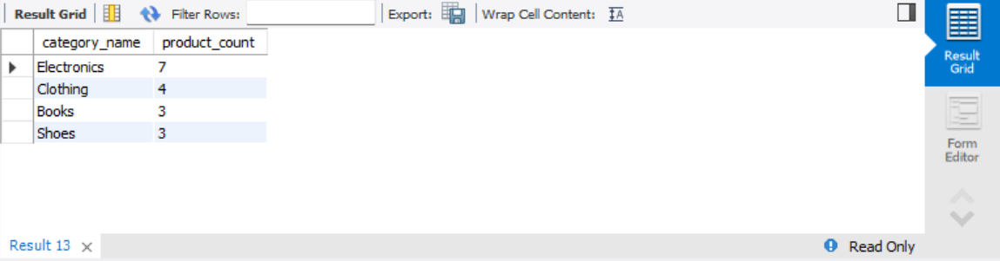 Result Grid Filter Rows: Export: Wrap Cell Content: IA
category_name product_count
Electronics 7
Clothing 4
Books 3
Shoes 3
Result
Grid
Form
Editor
Result 13 × Read Only